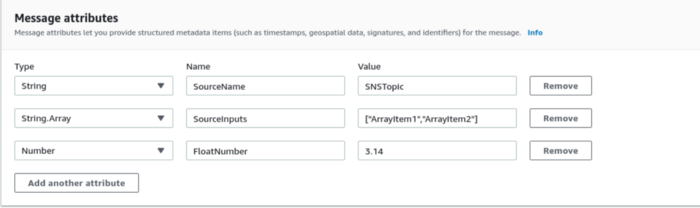 Message attributes
Message attributes let you provide structured metadata items (such as timestamps, geospatial data, signatures, and identifiers) for the message. Info
Type Name Value
String SourceName SNSTopic Remove
String.Array SourceInputs ["ArrayItem1","ArrayItem2"] Remove
Number FloatNumber 3.14 Remove
Add another attribute